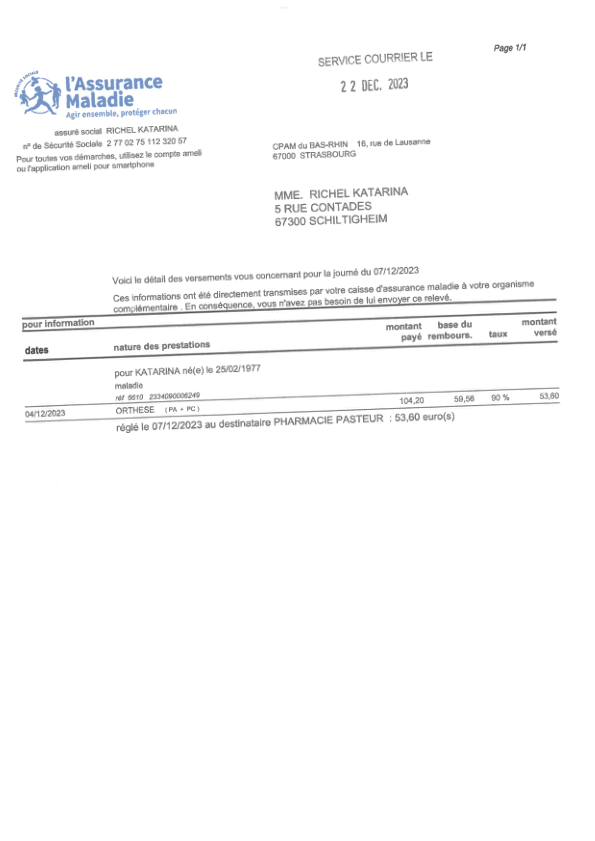 Page 1/1
SERVICE COURRIER LE
22 DEC. 2023
SÉCURITÉ SOCIALE
l'Assurance
Maladie
Agir ensemble, protéger chacun
assuré social RICHEL KATARINA
n° de Sécurité Sociale 2 77 02 75 112 320 57
Pour toutes vos démarches, utilisez le compte ameli
ou l'application ameli pour smartphone
CPAM du BAS-RHIN 16, rue de Lausanne
67000 STRASBOURG
MME. RICHEL KATARINA
5 RUE CONTADES
67300 SCHILTIGHEIM
Voici le détail des versements vous concernant pour la journé du 07/12/2023
Ces informations ont été directement transmises par votre caisse d'assurance maladie à votre organisme
complémentaire . En conséquence, vous n'avez pas besoin de lui envoyer ce relevé.
pour information
dates nature des prestations montant payé base du rembours. taux montant versé
pour KATARINA né(e) le 25/02/1977
maladie
réf 6610 2334090006249
04/12/2023 ORTHESE (PA + PC) 104,20 59,56 90 % 53,60
réglé le 07/12/2023 au destinataire PHARMACIE PASTEUR : 53,60 euro(s)